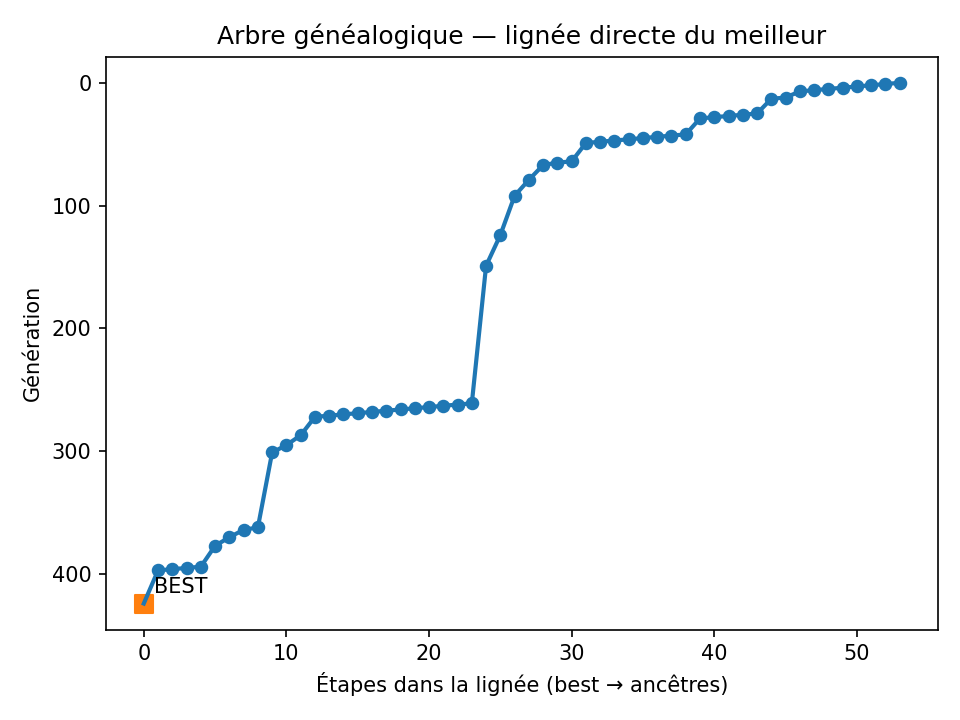 Arbre généalogique — lignée directe du meilleur
Génération
0
100
200
300
400
BEST
0
10
20
30
40
50
Étapes dans la lignée (best → ancêtres)